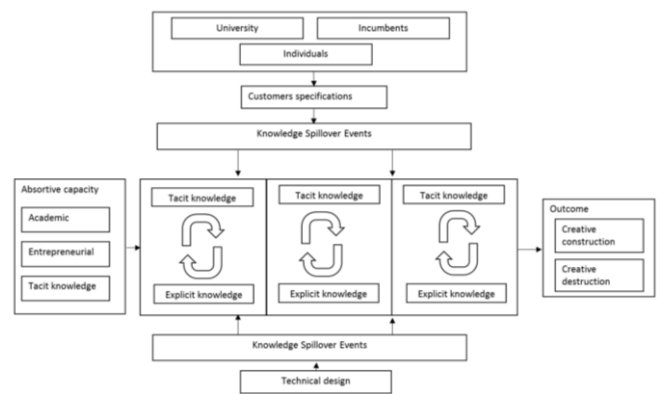 University
Incumbents
Individuals
Customers specifications
Knowledge Spillover Events
Absortive capacity
Academic
Entrepreneurial
Tacit knowledge
Tacit knowledge
Explicit knowledge
Tacit knowledge
Explicit knowledge
Tacit knowledge
Explicit knowledge
Outcome
Creative
construction
Creative
destruction
Knowledge Spillover Events
Technical design